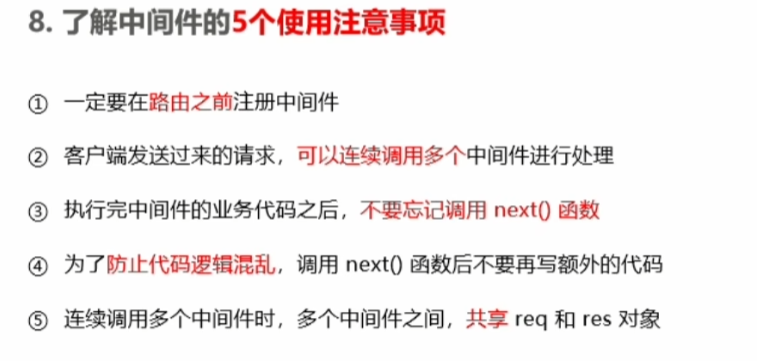 8. 了解中间件的5个使用注意事项
① 一定要在路由之前注册中间件
② 客户端发送过来的请求，可以连续调用多个中间件进行处理
③ 执行完中间件的业务代码之后，不要忘记调用 next() 函数
④ 为了防止代码逻辑混乱，调用 next() 函数后不要再写额外的代码
⑤ 连续调用多个中间件时，多个中间件之间，共享 req 和 res 对象